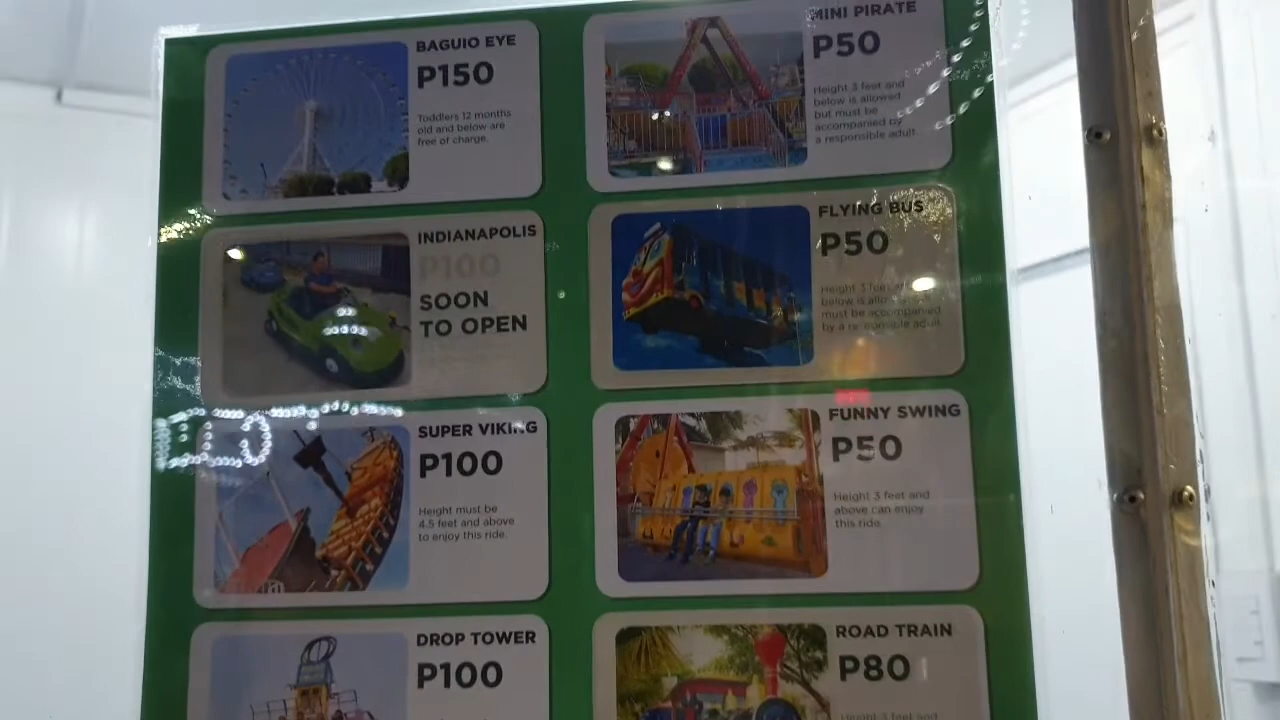 BAGUIO EYE
P150
Toddlers 12 months
old and below are
free of charge.
MINI PIRATE
P50
Height 3 feet and
below is allowed
but must be
accompanied by
a responsible adult.
INDIANAPOLIS
P100
SOON
TO OPEN
FLYING BUS
P50
Height 3 feet and
below is allowed
must be accompanied
by a responsible adult.
SUPER VIKING
P100
Height must be
4.5 feet and above
to enjoy this ride.
FUNNY SWING
P50
Height 3 feet and
above can enjoy
this ride.
DROP TOWER
P100
ROAD TRAIN
P80
Height 3 feet and